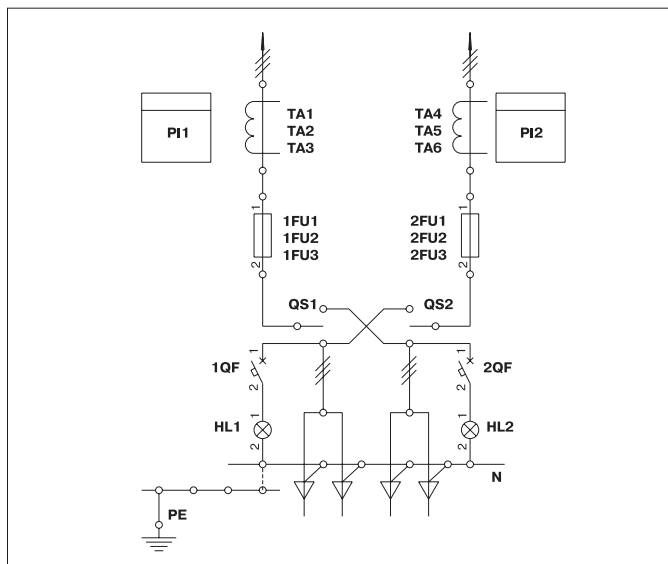 PI1
TA1
TA2
TA3
TA4
TA5
TA6
PI2
1
1FU1
1FU2
1FU3
2
1
2FU1
2FU2
2FU3
2
QS1
QS2
1QF
1
2
1
2
2QF
HL1
1
2
1
2
HL2
N
PE